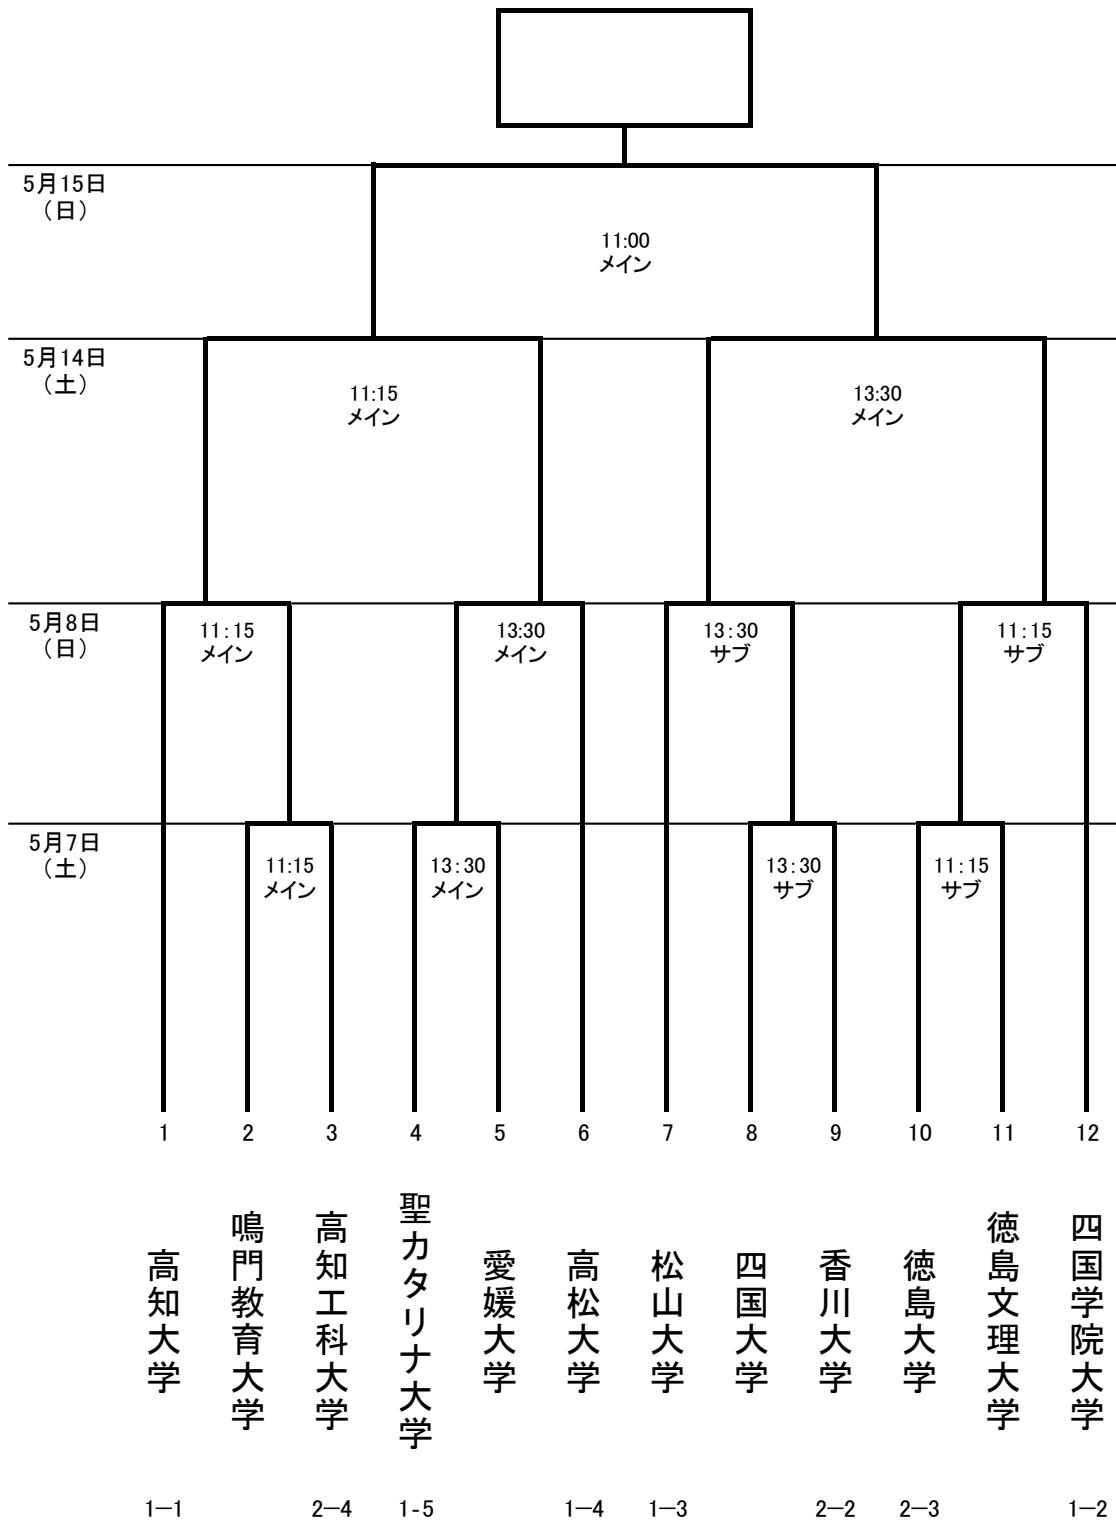 5月15日
（日）
11:00
メイン
5月14日
（土）
11:15
メイン
13:30
メイン
5月8日
（日）
11：15
メイン
13:30
メイン
13：30
サブ
11：15
サブ
5月7日
（土）
11:15
メイン
13：30
メイン
13：30
サブ
11：15
サブ
1 2 3 4 5 6 7 8 9 10 11 12
高知大学
鳴門教育大学
高知工科大学
聖カタリナ大学
愛媛大学
高松大学
松山大学
四国大学
香川大学
徳島大学
徳島文理大学
四国学院大学
1－1 2－4 1-5 1－4 1－3 2－2 2－3 1－2